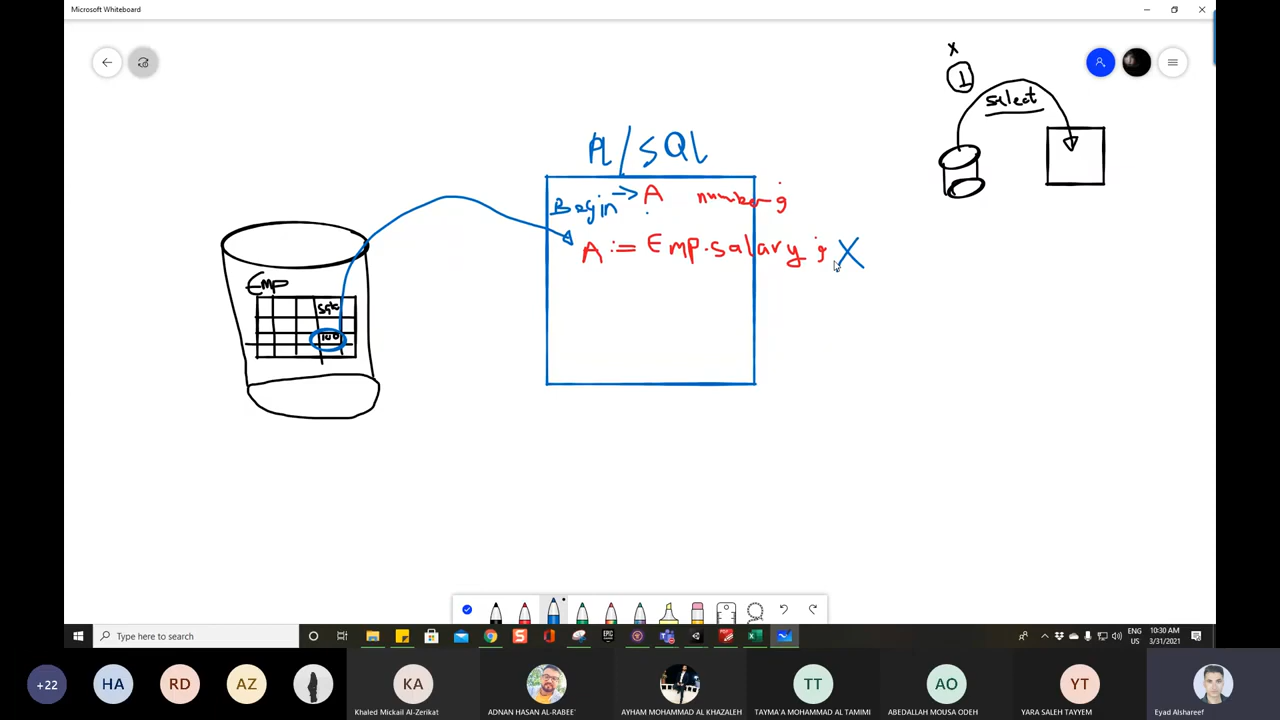 Microsoft Whiteboard
X
1
select
Pl/SQL
Begin → A number;
A := Emp.salary; X
Emp
100
Type here to search
ENG
US
10:30 AM
3/31/2021
+22
HA
RD
AZ
KA
TT
AO
YT
Khaled Mickail Al-Zerikat
ADNAN HASAN AL-RABEE'
AYHAM MOHAMMAD AL KHAZALEH
TAYMA'A MOHAMMAD AL TAMIMI
ABEDALLAH MOUSA ODEH
YARA SALEH TAYYEM
Eyad Alshareef